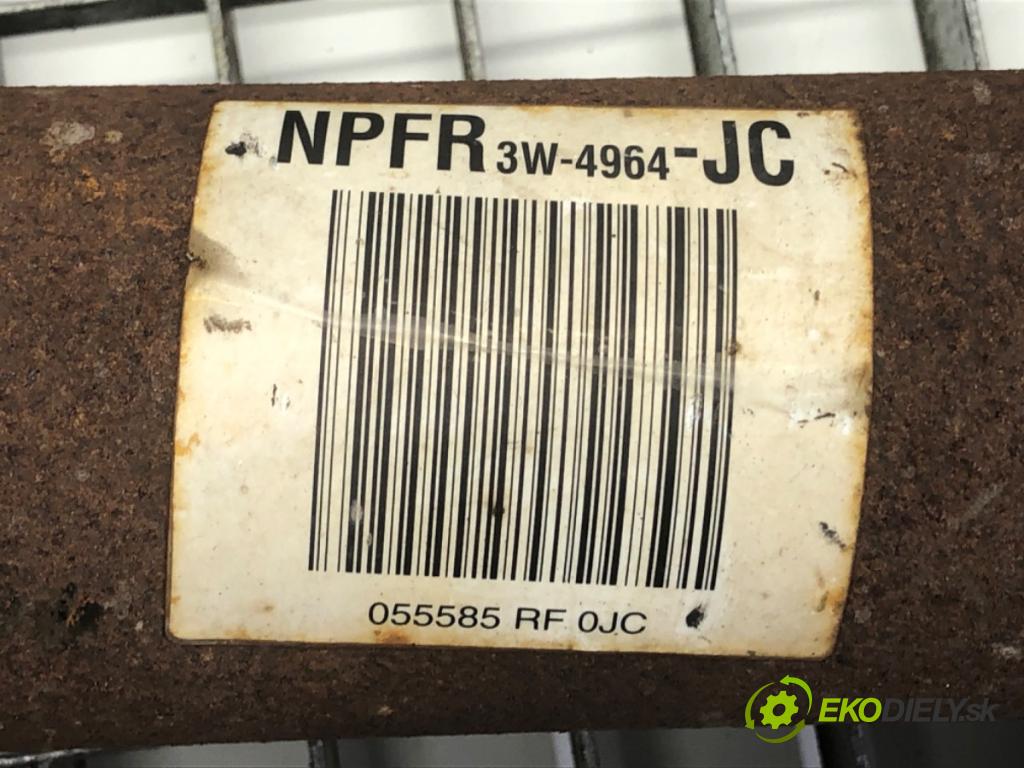 NPFR 3W-4964-JC
055585 RF 0JC
EKODIELY.sk